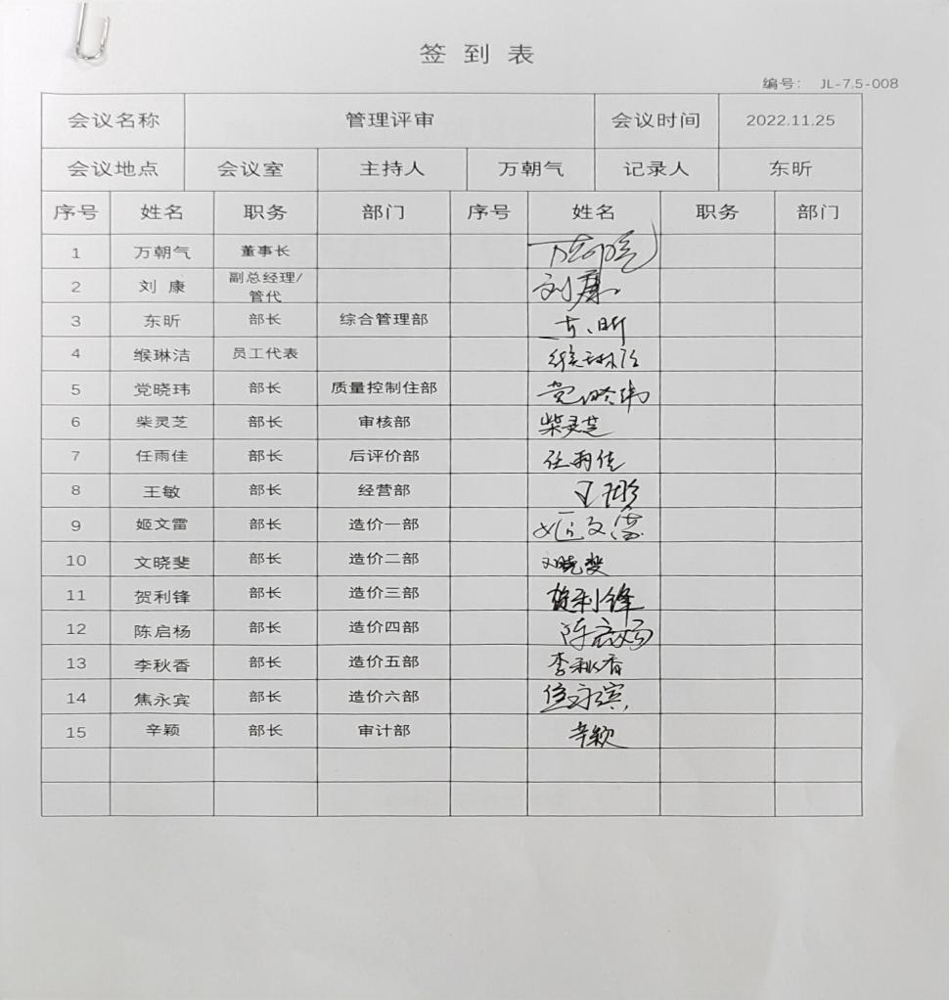 签到表
编号： JL-7.5-008
会议名称 管理评审 会议时间 2022.11.25
会议地点 会议室 主持人 万朝气 记录人 东昕
序号 姓名 职务 部门 序号 姓名 职务 部门
1 万朝气 董事长
2 刘 康 副总经理/管代 刘康
3 东昕 部长 综合管理部 东昕
4 缑琳洁 员工代表
5 党晓玮 部长 质量控制住部 党晓玮
6 柴灵芝 部长 审核部 柴灵芝
7 任雨佳 部长 后评价部 任雨佳
8 王敏 部长 经营部
9 姬文雷 部长 造价一部 姬文雷
10 文晓斐 部长 造价二部 文晓斐
11 贺利锋 部长 造价三部 贺利锋
12 陈启杨 部长 造价四部 陈启杨
13 李秋香 部长 造价五部 李秋香
14 焦永宾 部长 造价六部 焦永宾
15 辛颖 部长 审计部 辛颖